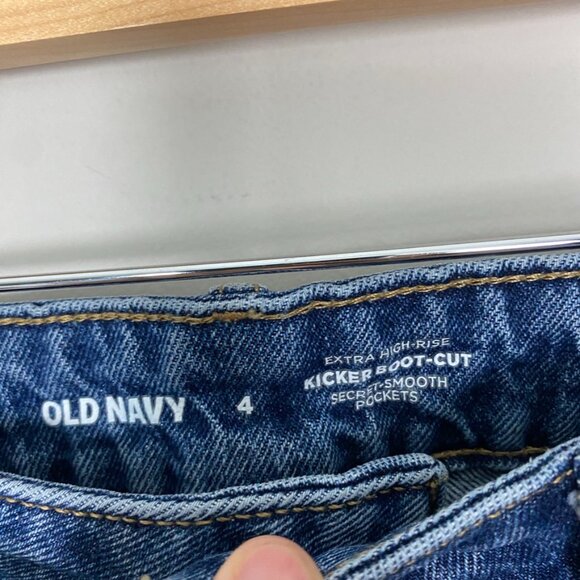 OLD NAVY 4
EXTRA HIGH-RISE
KICKER BOOT-CUT
SECRET-SMOOTH
POCKETS